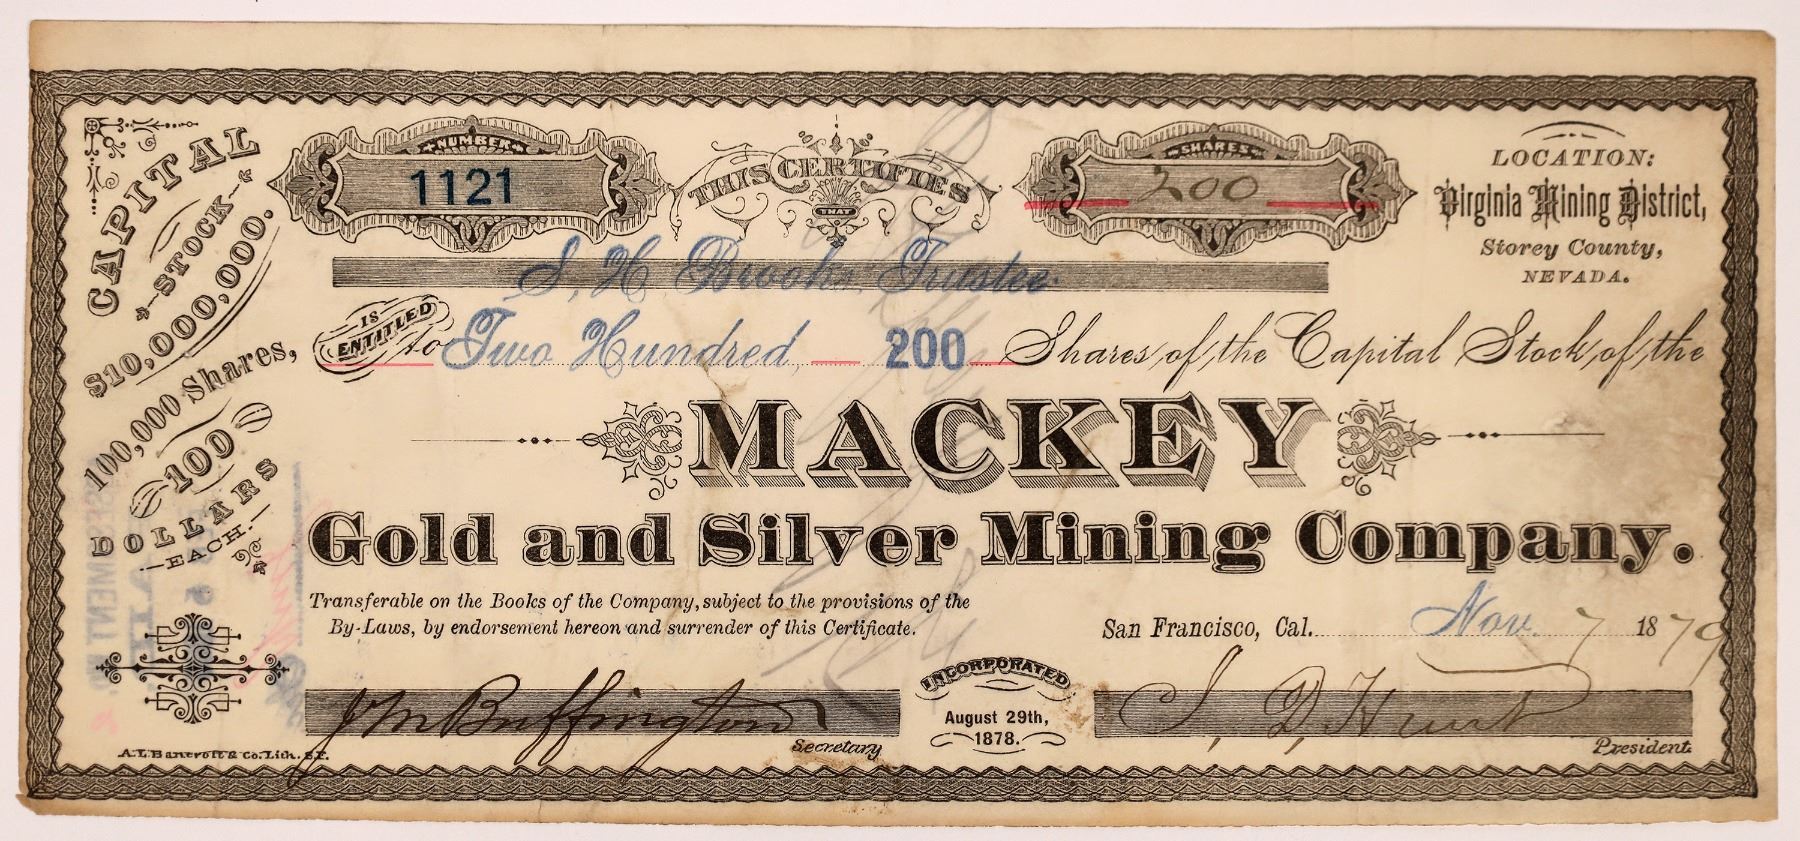 CAPITAL
STOCK
$10,000,000.
100,000 Shares,
100
DOLLARS
EACH.
NUMBER
1121
THIS CERTIFIES
THAT
SHARES
200
LOCATION:
Virginia Mining District,
Storey County,
NEVADA.
S, H Brooks Trustee.
IS ENTITLED to Two Hundred 200 Shares of the Capital Stock of the
MACKEY
Gold and Silver Mining Company.
Transferable on the Books of the Company, subject to the provisions of the
By-Laws, by endorsement hereon and surrender of this Certificate.
San Francisco, Cal. Nov. 7 1879
J M Buffington
Secretary
INCORPORATED
August 29th,
1878.
President.
A.L. Bancroft & Co. Lith. S.F.